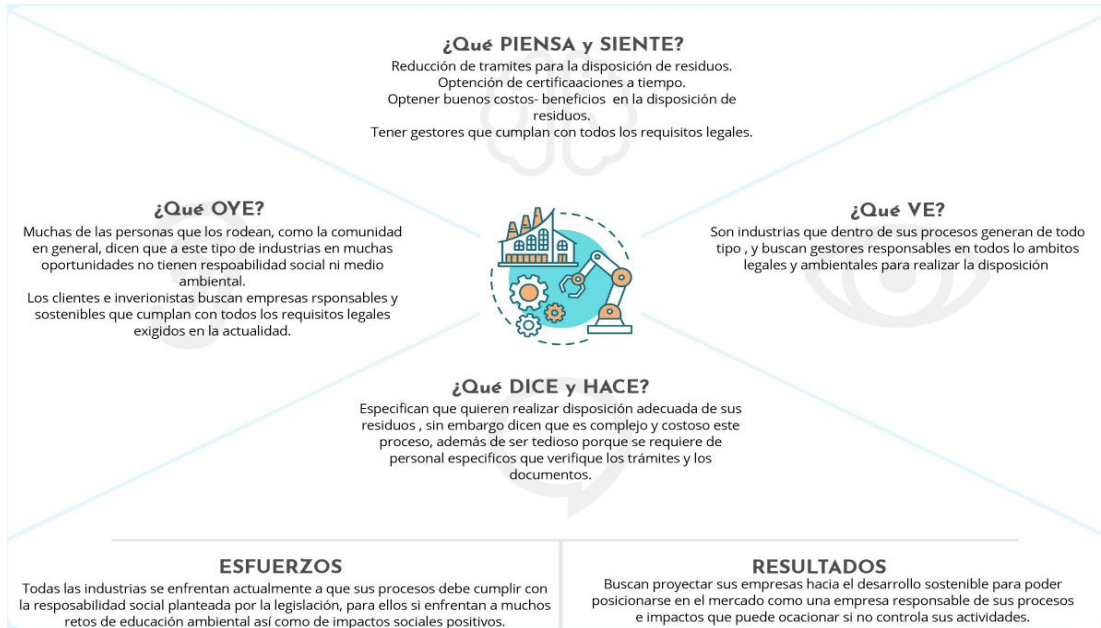 ¿Qué PIENSA y SIENTE?
Reducción de tramites para la disposición de residuos.
Optención de certificaaciones a tiempo.
Optener buenos costos- beneficios en la disposición de
residuos.
Tener gestores que cumplan con todos los requisitos legales.
¿Qué OYE?
Muchas de las personas que los rodean, como la comunidad
en general, dicen que a este tipo de industrias en muchas
oportunidades no tienen respoabilidad social ni medio
ambiental.
Los clientes e inverionistas buscan empresas rsponsables y
sostenibles que cumplan con todos los requisitos legales
exigidos en la actualidad.
¿Qué VE?
Son industrias que dentro de sus procesos generan de todo
tipo , y buscan gestores responsables en todos lo ambitos
legales y ambientales para realizar la disposición
¿Qué DICE y HACE?
Especifican que quieren realizar disposición adecuada de sus
residuos , sin embargo dicen que es complejo y costoso este
proceso, además de ser tedioso porque se requiere de
personal especificos que verifique los trámites y los
documentos.
ESFUERZOS
Todas las industrias se enfrentan actualmente a que sus procesos debe cumplir con
la resposabilidad social planteada por la legislación, para ellos si enfrentan a muchos
retos de educación ambiental así como de impactos sociales positivos.
RESULTADOS
Buscan proyectar sus empresas hacia el desarrollo sostenible para poder
posicionarse en el mercado como una empresa responsable de sus procesos
e impactos que puede ocacionar si no controla sus actividades.